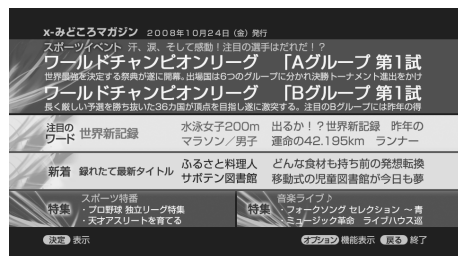 x-みどころマガジン 2008年10月24日(金)発行
スポーツイベント 汗、涙、そして感動!注目の選手はだれだ!?
ワールドチャンピオンリーグ 「Aグループ 第1試
世界最強を決定する祭典が遂に開幕。出場国は6つのグループに分かれ決勝トーナメント進出をかけ
ワールドチャンピオンリーグ 「Bグループ 第1試
長く厳しい予選を勝ち抜いた36カ国が頂点を目指し遂に激突する。注目のBグループには昨年の得
注目のワード 世界新記録 水泳女子200m 出るか!?世界新記録 昨年の
マラソン/男子 運命の42.195km ランナー
新着 録れたて最新タイトル ふるさと料理人 どんな食材も持ち前の発想転換
サボテン図書館 移動式の児童図書館が今日も夢
特集 スポーツ特番
・プロ野球 独立リーグ特集
・天才アスリートを育てる
特集 音楽ライブ♪
・フォークソング セレクション ~青
・ミュージック革命 ライブハウス巡
決定 表示 オプション 機能表示 戻る 終了